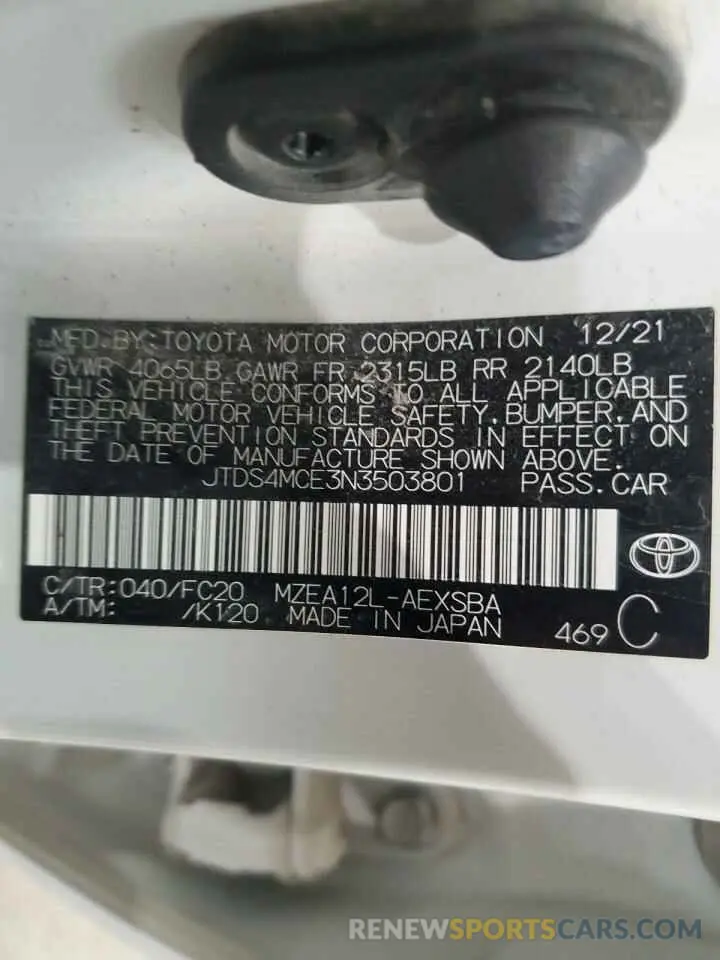 MFD.BY:TOYOTA MOTOR CORPORATION 12/21
GVWR 4065LB GAWR FR 2315LB RR 2140LB
THIS VEHICLE CONFORMS TO ALL APPLICABLE
FEDERAL MOTOR VEHICLE SAFETY,BUMPER,AND
THEFT PREVENTION STANDARDS IN EFFECT ON
THE DATE OF MANUFACTURE SHOWN ABOVE.
JTDS4MCE3N3503801 PASS.CAR
C/TR:040/FC20 MZEA12L-AEXSBA
A/TM: /K120 MADE IN JAPAN 469 C
RENEWSPORTSCARS.COM